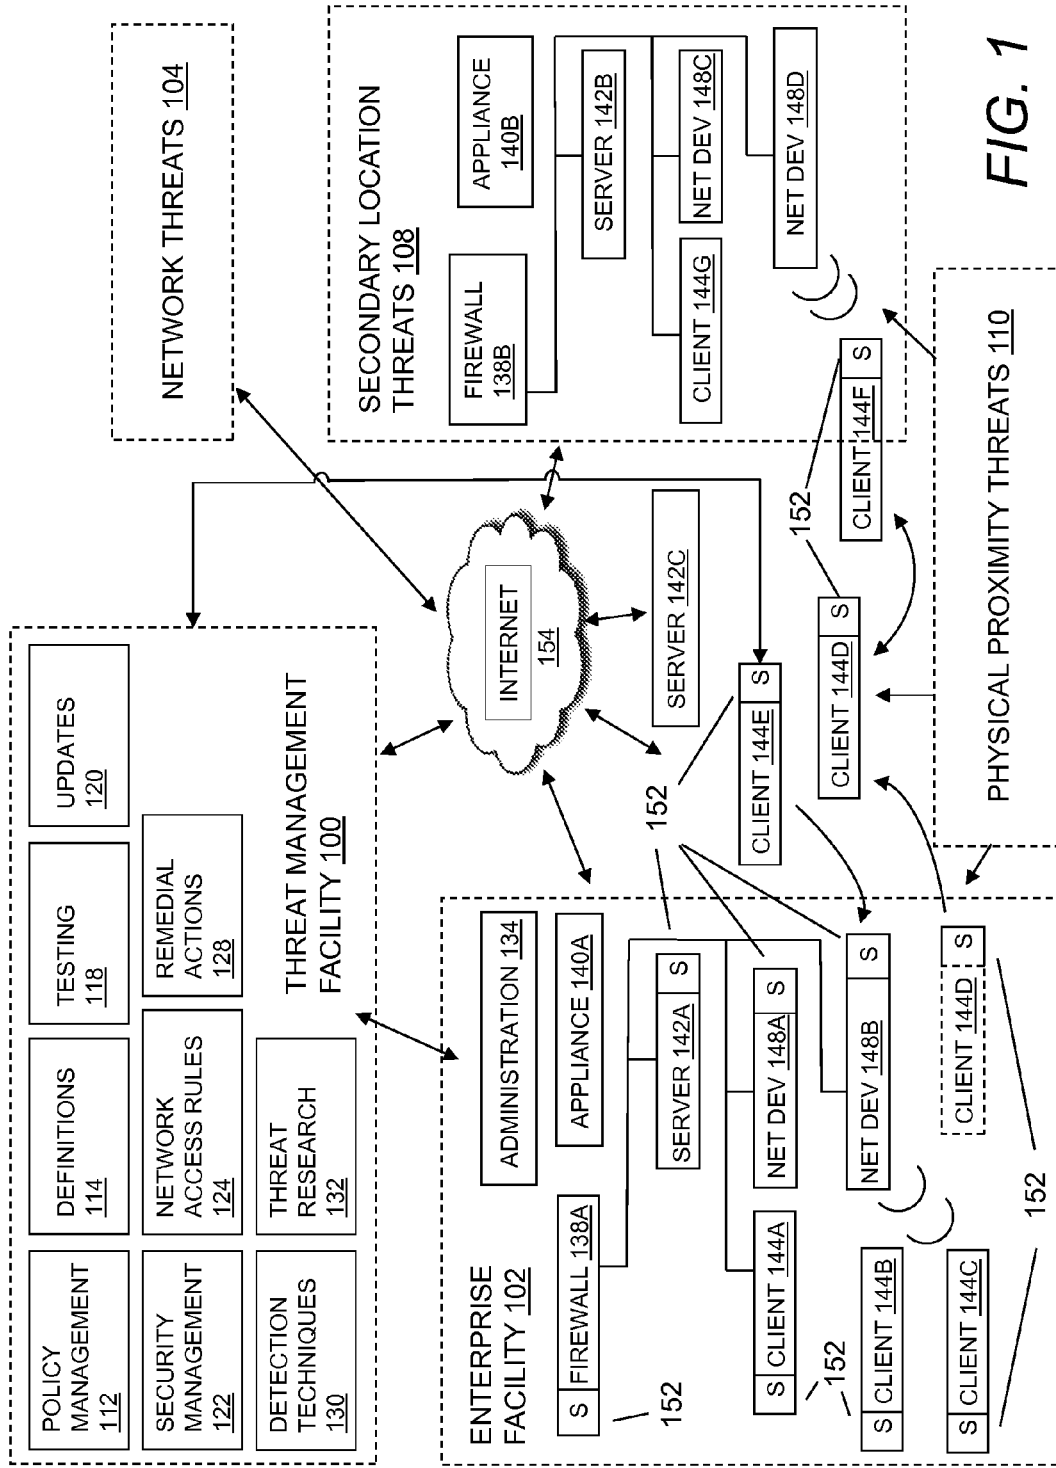 POLICY
MANAGEMENT
112
DEFINITIONS
114
TESTING
118
UPDATES
120
SECURITY
MANAGEMENT
122
NETWORK
ACCESS RULES
124
REMEDIAL
ACTIONS
128
DETECTION
TECHNIQUES
130
THREAT
RESEARCH
132
THREAT MANAGEMENT
FACILITY 100
NETWORK THREATS 104
INTERNET
154
SECONDARY LOCATION
THREATS 108
FIREWALL
138B
APPLIANCE
140B
SERVER 142B
CLIENT 144G
NET DEV 148C
NET DEV 148D
ENTERPRISE
FACILITY 102
ADMINISTRATION 134
S FIREWALL 138A
APPLIANCE 140A
152
SERVER 142A S
S CLIENT 144A
NET DEV 148A S
152
S CLIENT 144B
NET DEV 148B S
S CLIENT 144C
CLIENT 144D S
152
152
SERVER 142C
CLIENT 144E S
CLIENT 144D S
152
CLIENT 144F S
PHYSICAL PROXIMITY THREATS 110
FIG. 1